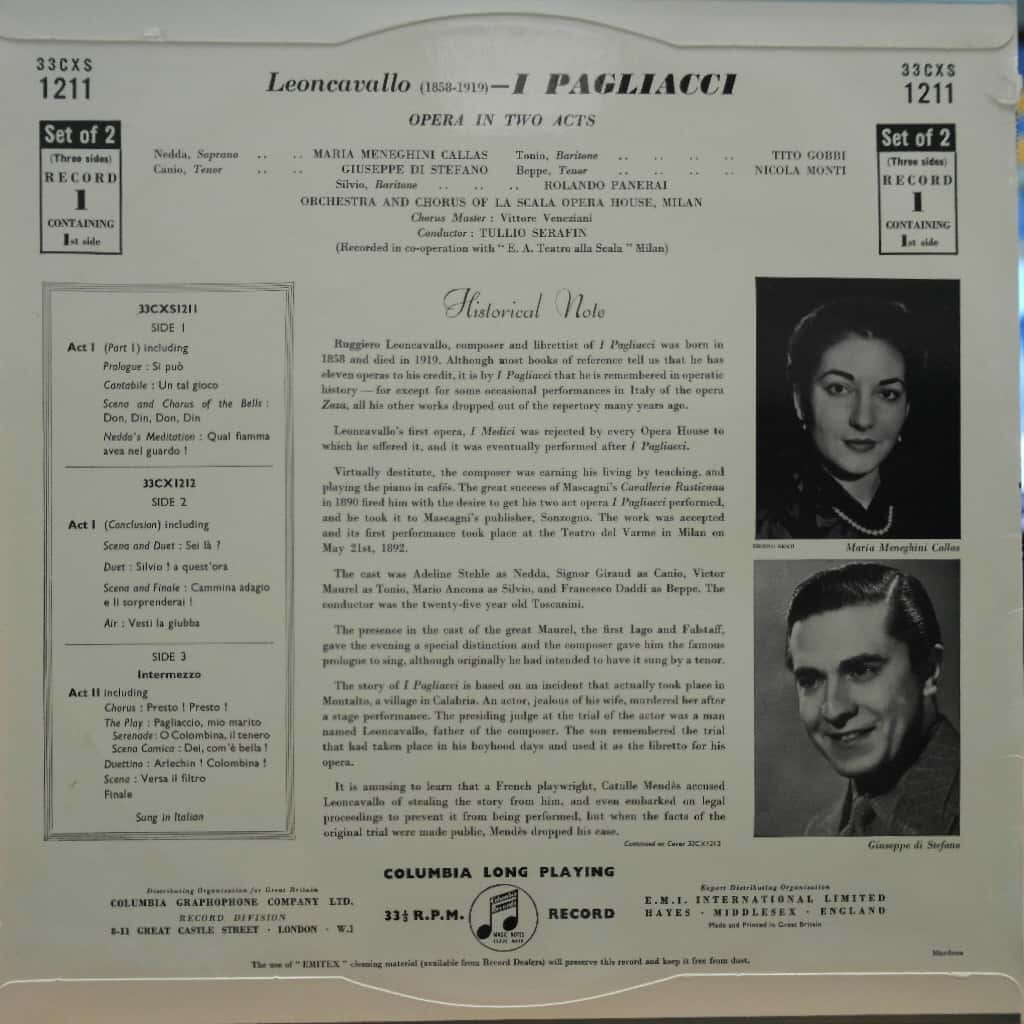 33CXS
1211
Leoncavallo (1858-1919)—I PAGLIACCI
33CXS
1211
OPERA IN TWO ACTS
Set of 2
(Three sides)
RECORD
1
CONTAINING
1st side
Nedda, Soprano .. .. MARIA MENEGHINI CALLAS Tonio, Baritone .. .. .. .. TITO GOBBI
Canio, Tenor .. .. GIUSEPPE DI STEFANO Beppe, Tenor .. .. .. .. NICOLA MONTI
Silvio, Baritone .. .. .. ROLANDO PANERAI
ORCHESTRA AND CHORUS OF LA SCALA OPERA HOUSE, MILAN
Chorus Master : Vittore Veneziani
Conductor : TULLIO SERAFIN
(Recorded in co-operation with “ E. A. Teatro alla Scala ” Milan)
Set of 2
(Three sides)
RECORD
1
CONTAINING
1st side
33CXS1211
SIDE 1
Act I (Part I) including
Prologue : Si può
Cantabile : Un tal gioco
Scena and Chorus of the Bells :
Don, Din, Don, Din
Nedda's Meditation : Qual fiamma
avea nel guardo !
33CX1212
SIDE 2
Act I (Conclusion) including
Scena and Duet : Sei là ?
Duet : Silvio ! a quest'ora
Scena and Finale : Cammina adagio
e li sorprenderai !
Air : Vesti la giubba
SIDE 3
Intermezzo
Act II including
Chorus : Presto ! Presto !
The Play : Pagliaccio, mio marito
Serenade : O Colombina, il tenero
Scena Comica : Dei, com'è bella !
Duettino : Arlechin ! Colombina !
Scena : Versa il filtro
Finale
Sung in Italian
Historical Note
Ruggiero Leoncavallo, composer and librettist of I Pagliacci was born in
1858 and died in 1919. Although most books of reference tell us that he has
eleven operas to his credit, it is by I Pagliacci that he is remembered in operatic
history — for except for some occasional performances in Italy of the opera
Zaza, all his other works dropped out of the repertory many years ago.
Leoncavallo's first opera, I Medici was rejected by every Opera House to
which he offered it, and it was eventually performed after I Pagliacci.
Virtually destitute, the composer was earning his living by teaching, and
playing the piano in cafés. The great success of Mascagni's Cavalleria Rusticana
in 1890 fired him with the desire to get his two act opera I Pagliacci performed,
and he took it to Mascagni's publisher, Sonzogno. The work was accepted
and its first performance took place at the Teatro del Varme in Milan on
May 21st, 1892.
The cast was Adeline Stehle as Nedda, Signor Giraud as Canio, Victor
Maurel as Tonio, Mario Ancona as Silvio, and Francesco Daddi as Beppe. The
conductor was the twenty-five year old Toscanini.
The presence in the cast of the great Maurel, the first Iago and Falstaff,
gave the evening a special distinction and the composer gave him the famous
prologue to sing, although originally he had intended to have it sung by a tenor.
The story of I Pagliacci is based on an incident that actually took place in
Montalto, a village in Calabria. An actor, jealous of his wife, murdered her after
a stage performance. The presiding judge at the trial of the actor was a man
named Leoncavallo, father of the composer. The son remembered the trial
that had taken place in his boyhood days and used it as the libretto for his
opera.
It is amusing to learn that a French playwright, Catulle Mendès accused
Leoncavallo of stealing the story from him, and even embarked on legal
proceedings to prevent it from being performed, but when the facts of the
original trial were made public, Mendès dropped his case.
Continued on Cover 33CX1212
Maria Meneghini Callas
Giuseppe di Stefano
COLUMBIA LONG PLAYING
33⅓ R.P.M. RECORD
Columbia
Records
MAGIC NOTES
TRADE MARK
Distributing Organisation for Great Britain
COLUMBIA GRAPHOPHONE COMPANY LTD.
RECORD DIVISION
8-11 GREAT CASTLE STREET · LONDON · W.1
Export Distributing Organisation
E.M.I. INTERNATIONAL LIMITED
HAYES · MIDDLESEX · ENGLAND
Made and Printed in Great Britain
The use of “ EMITEX ” cleaning material (available from Record Dealers) will preserve this record and keep it free from dust.